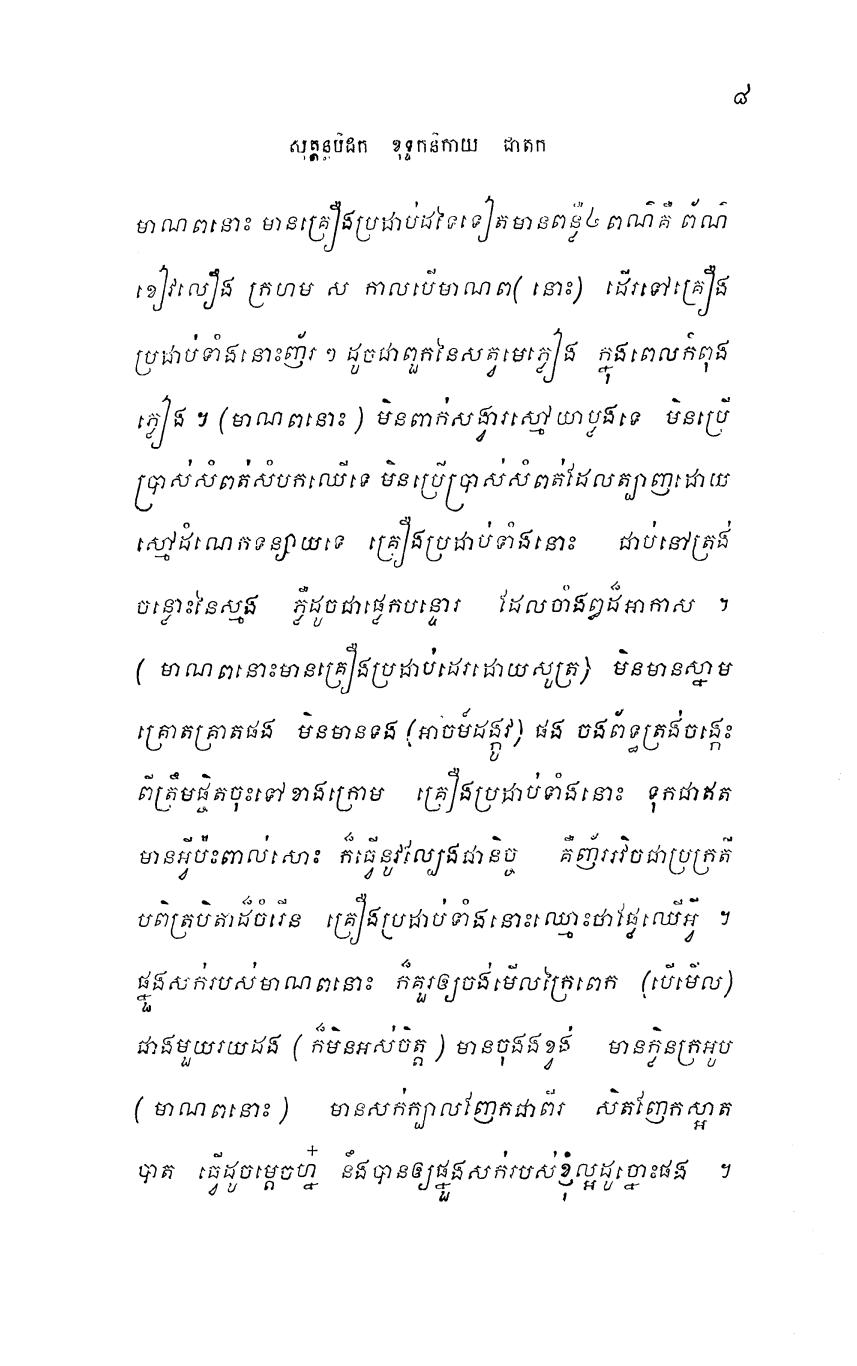 ៨
សុត្តន្តបិដក ខុទ្ទកនិកាយ ជាតក
មាណពនោះ មានគ្រឿងប្រដាប់ដទៃទៀតមានពន្លឺ៤ ពណ៌គឺ ព័ណ៌
ខៀវលឿង ក្រហម ស កាលបើមាណព( នោះ) ដើរទៅគ្រឿង
ប្រដាប់ទាំងនោះញ័រ ៗ ដូចជាពួកនៃសត្វមេភ្លៀង ក្នុងពេលកំពុង
ភ្លៀង ។ (មាណពនោះ ) មិនពាក់សង្វារស្មៅយាប្លងទេ មិនប្រើ
ប្រាស់សំពត់សំបកឈើទេ មិនប្រើប្រាស់សំពត់ដែលត្បាញដោយ
ស្មៅដំណេកទន្សាយទេ គ្រឿងប្រដាប់ទាំងនោះ ជាប់នៅត្រង់
ចន្លោះនៃស្មង ភ្លឺដូចជាផ្លេកបន្ទោរ ដែលចាំងឰដ៏អាកាស ។
( មាណពនោះមានគ្រឿងប្រដាប់ដេរដោយសូត្រ) មិនមានស្នាម
គ្រោតគ្រាតផង មិនមានទង (អាចម៍ដង្កូវ) ផង ចងព័ទ្ធត្រង់ចង្កេះ
ពីត្រឹមផ្ចិតចុះទៅខាងក្រោម គ្រឿងប្រដាប់ទាំងនោះ ទុកជាឥត
មានអ្វីប៉ះពាល់សោះ ក៏ធ្វើនូវល្បែងជានិច្ច គឺញ័ររវិចជាប្រក្រតី
បពិត្របិតាដ៏ចំរើន គ្រឿងប្រដាប់ទាំងនោះឈ្មោះថាផ្លែឈើអ្វី ។
ផ្នួងសក់របស់មាណពនោះ ក៏គួរឲ្យចង់មើលក្រៃពេក (បើមើល)
ជាងមួយរយដង ( ក៏មិនអស់ចិត្ត ) មានចុងងខ្វង់ មានក្លិនក្រអូប
( មាណពនោះ ) មានសក់ក្បាលញែកជាពីរ សិតញែកស្អាត
បាត ធ្វើដូចម្តេចហ្ន៎ នឹងបានឲ្យផ្នួងសក់របស់ខ្ញុំល្អដូច្នោះផង ។